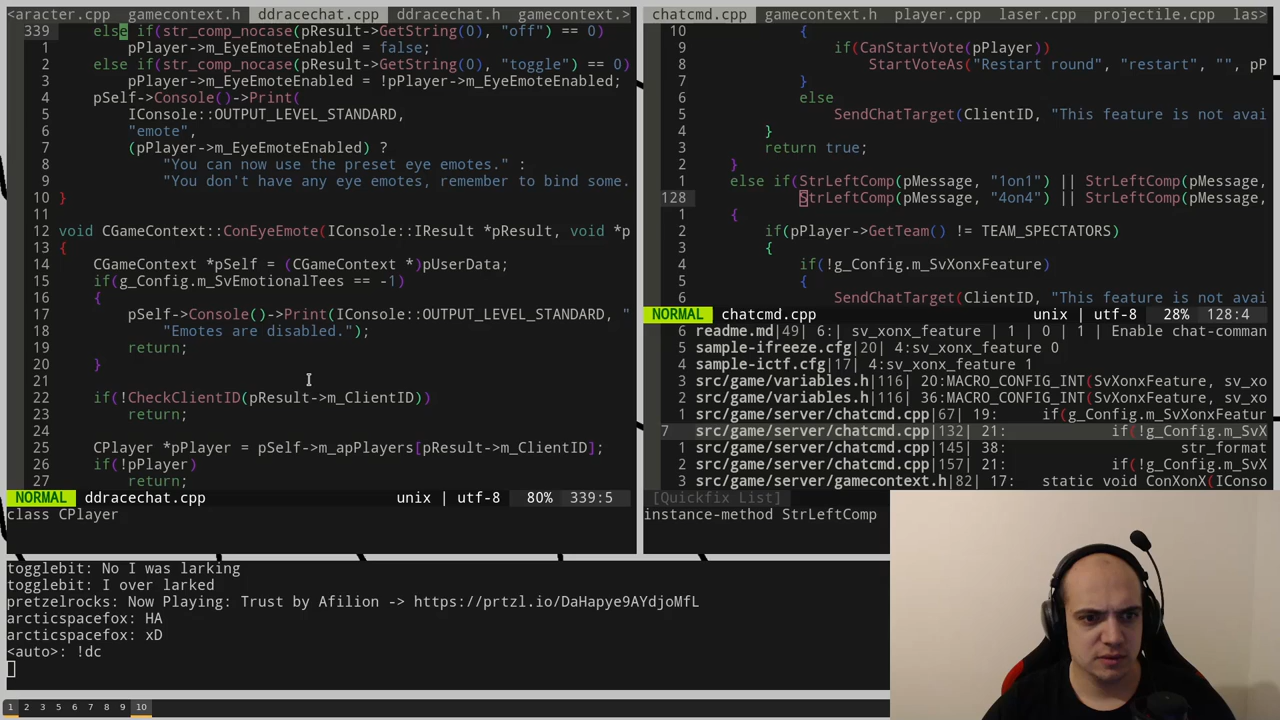 <aracter.cpp gamecontext.h ddracechat.cpp ddracechat.h gamecontext.>
339 else if(str_comp_nocase(pResult->GetString(0), "off") == 0)
1 pPlayer->m_EyeEmoteEnabled = false;
2 else if(str_comp_nocase(pResult->GetString(0), "toggle") == 0)
3 pPlayer->m_EyeEmoteEnabled = !pPlayer->m_EyeEmoteEnabled;
4 pSelf->Console()->Print(
5 IConsole::OUTPUT_LEVEL_STANDARD,
6 "emote",
7 (pPlayer->m_EyeEmoteEnabled) ?
8 "You can now use the preset eye emotes." :
9 "You don't have any eye emotes, remember to bind some.
10 }
11
12 void CGameContext::ConEyeEmote(IConsole::IResult *pResult, void *p
13 {
14 CGameContext *pSelf = (CGameContext *)pUserData;
15 if(g_Config.m_SvEmotionalTees == -1)
16 {
17 pSelf->Console()->Print(IConsole::OUTPUT_LEVEL_STANDARD, "
18 "Emotes are disabled.");
19 return;
20 }
21
22 if(!CheckClientID(pResult->m_ClientID))
23 return;
24
25 CPlayer *pPlayer = pSelf->m_apPlayers[pResult->m_ClientID];
26 if(!pPlayer)
27 return;
NORMAL ddracechat.cpp unix | utf-8 80% 339:5
class CPlayer
chatcmd.cpp gamecontext.h player.cpp laser.cpp projectile.cpp las>
10 {
9 if(CanStartVote(pPlayer))
8 StartVoteAs("Restart round", "restart", "", pP
7 }
6 else
5 SendChatTarget(ClientID, "This feature is not avai
4 }
3 return true;
2 }
1 else if(StrLeftComp(pMessage, "1on1") || StrLeftComp(pMessage,
128 StrLeftComp(pMessage, "4on4") || StrLeftComp(pMessage,
1 {
2 if(pPlayer->GetTeam() != TEAM_SPECTATORS)
3 {
4 if(!g_Config.m_SvXonxFeature)
5 {
6 SendChatTarget(ClientID, "This feature is not avai
NORMAL chatcmd.cpp unix | utf-8 28% 128:4
6 readme.md|49| 6: | sv_xonx_feature | 1 | 0 | 1 | Enable chat-comman
5 sample-ifreeze.cfg|20| 4:sv_xonx_feature 0
4 sample-ictf.cfg|17| 4:sv_xonx_feature 1
3 src/game/variables.h|116| 20:MACRO_CONFIG_INT(SvXonxFeature, sv_xo
2 src/game/variables.h|116| 36:MACRO_CONFIG_INT(SvXonxFeature, sv_xo
1 src/game/server/chatcmd.cpp|67| 19: if(g_Config.m_SvXonxFeatur
7 src/game/server/chatcmd.cpp|132| 21: if(!g_Config.m_SvX
1 src/game/server/chatcmd.cpp|145| 38: str_format
2 src/game/server/chatcmd.cpp|157| 21: if(!g_Config.m_SvX
3 src/game/server/gamecontext.h|82| 17: static void ConXonX(IConso
[Quickfix List]
instance-method StrLeftComp
togglebit: No I was larking
togglebit: I over larked
pretzelrocks: Now Playing: Trust by Afilion -> https://prtzl.io/DaHapye9AYdjoMfL
arcticspacefox: HA
arcticspacefox: xD
<auto>: !dc
1 2 3 4 5 6 7 8 9 10